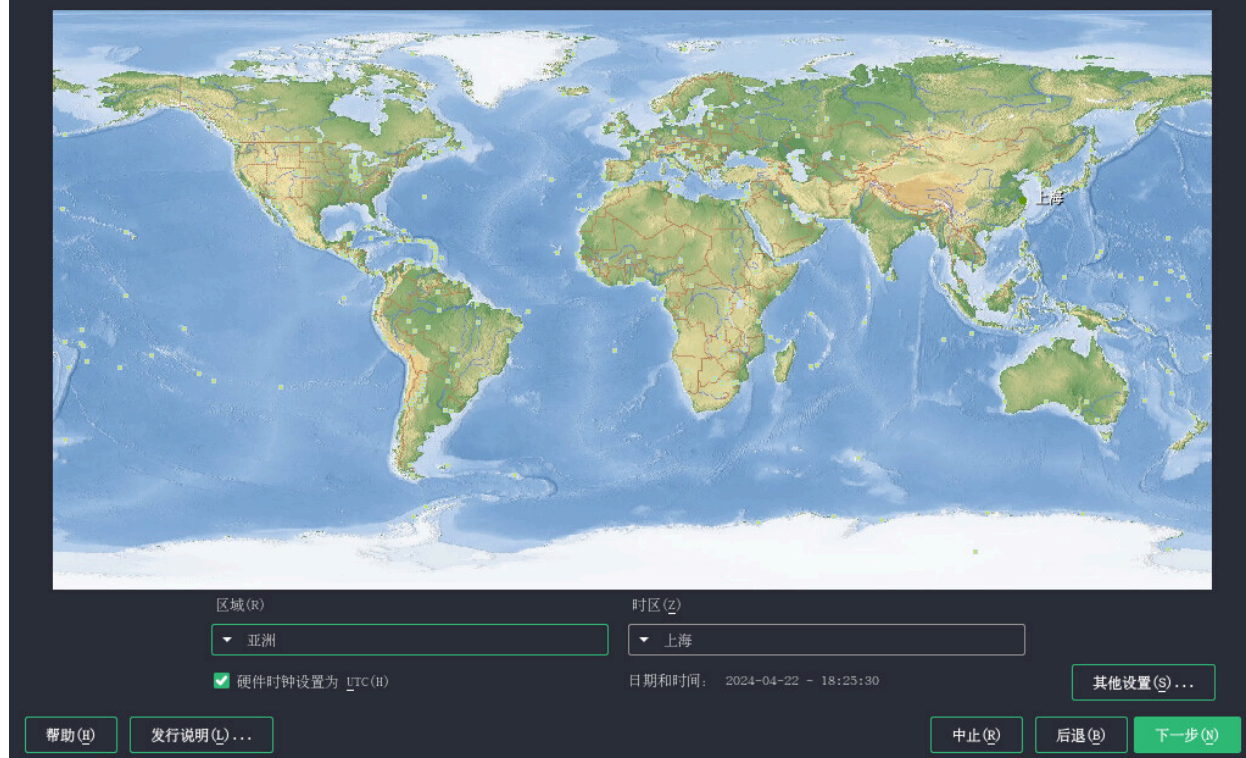 上海
区域(R)
时区(Z)
亚洲
上海
硬件时钟设置为 UTC(H)
日期和时间： 2024-04-22 - 18:25:30
其他设置(S)...
帮助(H)
发行说明(L)...
中止(R)
后退(B)
下一步(N)